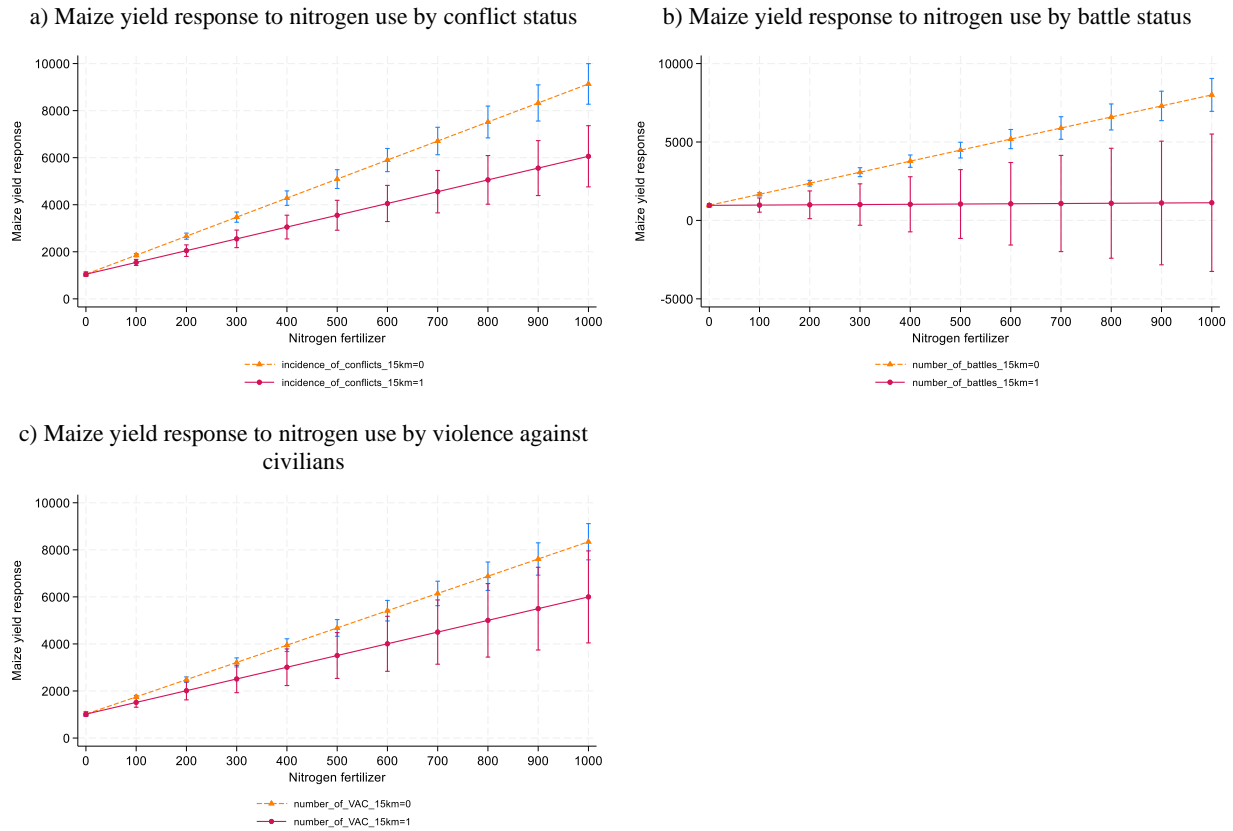 a) Maize yield response to nitrogen use by conflict status
10000
8000
6000
4000
2000
0
Maize yield response
0 100 200 300 400 500 600 700 800 900 1000
Nitrogen fertilizer
incidence_of_conflicts_15km=0
incidence_of_conflicts_15km=1
b) Maize yield response to nitrogen use by battle status
10000
5000
0
-5000
Maize yield response
0 100 200 300 400 500 600 700 800 900 1000
Nitrogen fertilizer
number_of_battles_15km=0
number_of_battles_15km=1
c) Maize yield response to nitrogen use by violence against
civilians
10000
8000
6000
4000
2000
0
Maize yield response
0 100 200 300 400 500 600 700 800 900 1000
Nitrogen fertilizer
number_of_VAC_15km=0
number_of_VAC_15km=1